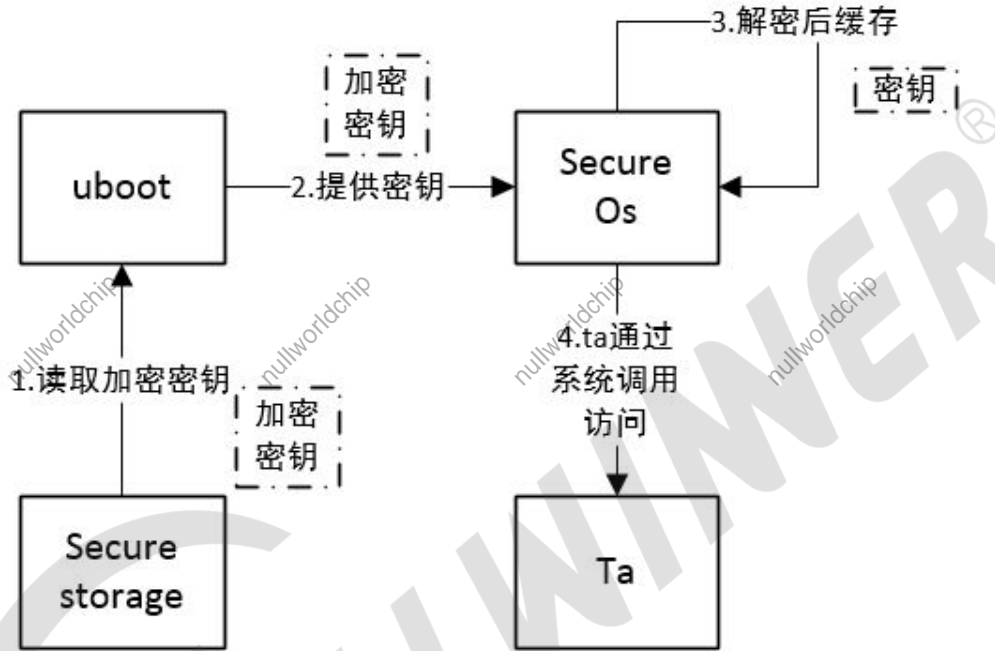 3.解密后缓存
加密
密钥
密钥
uboot
2.提供密钥
Secure
Os
nullworldchip
nullworldchip
nullworldchip
nullworldchip
4.ta通过
系统调用
访问
1.读取加密密钥
加密
密钥
Secure
storage
Ta
WINER
®